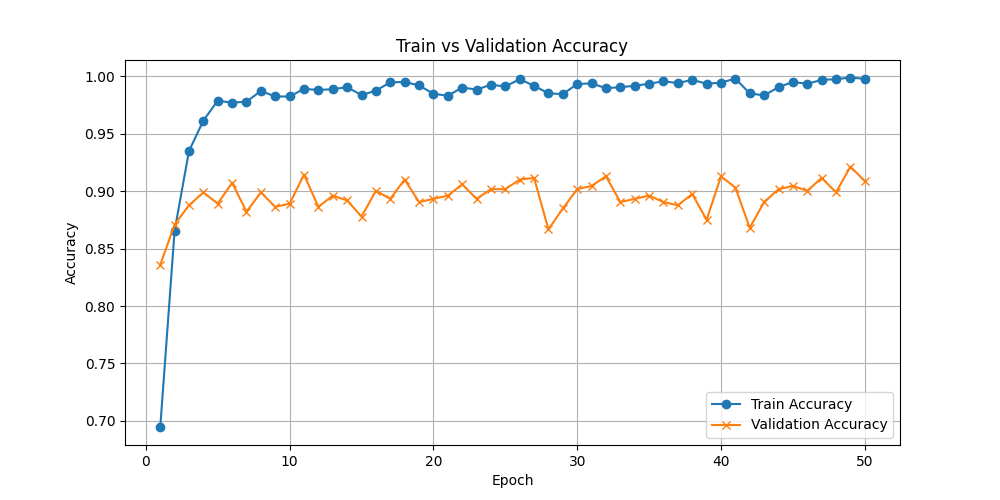 Train vs Validation Accuracy
1.00
0.95
0.90
0.85
0.80
0.75
0.70
Accuracy
0 10 20 30 40 50
Epoch
Train Accuracy
Validation Accuracy